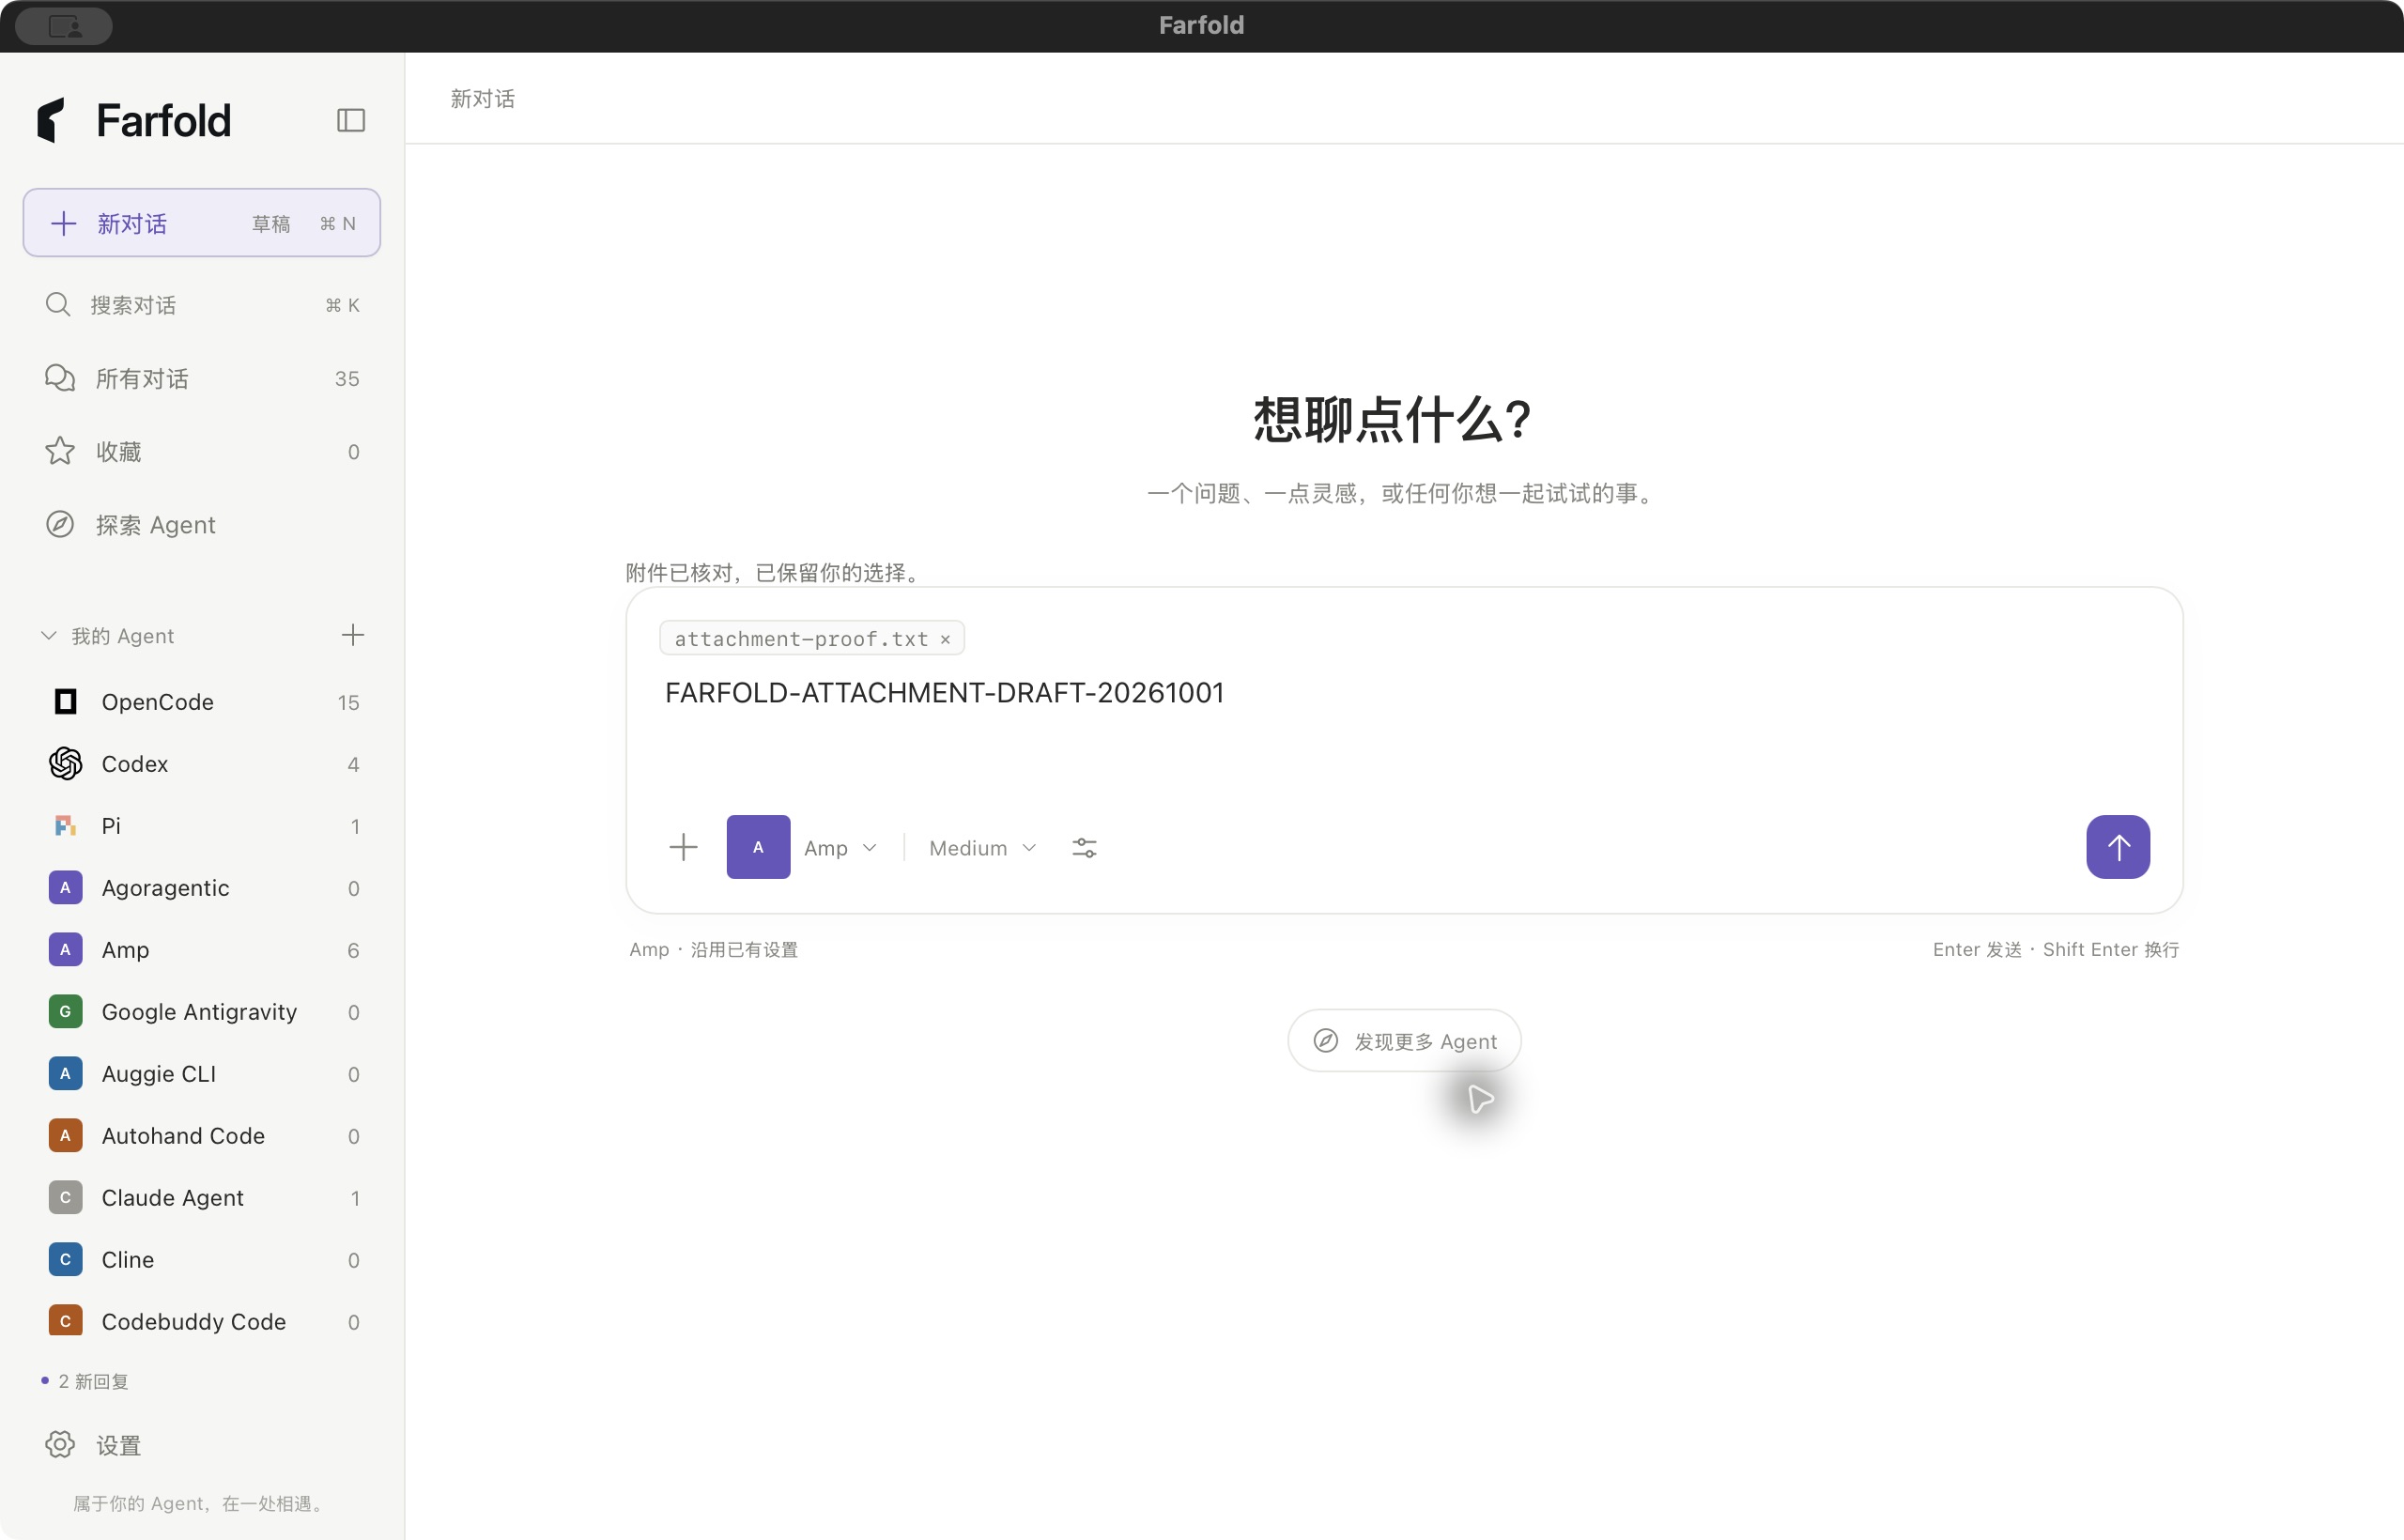 Farfold
Farfold
新对话 草稿 ⌘ N
搜索对话 ⌘ K
所有对话 35
收藏 0
探索 Agent
我的 Agent
OpenCode 15
Codex 4
Pi 1
A Agoragentic 0
A Amp 6
G Google Antigravity 0
A Auggie CLI 0
A Autohand Code 0
C Claude Agent 1
C Cline 0
C Codebuddy Code 0
2 新回复
设置
属于你的 Agent，在一处相遇。
新对话
想聊点什么?
一个问题、一点灵感，或任何你想一起试试的事。
附件已核对，已保留你的选择。
attachment-proof.txt ×
FARFOLD-ATTACHMENT-DRAFT-20261001
A Amp Medium
Amp · 沿用已有设置
Enter 发送 · Shift Enter 换行
发现更多 Agent